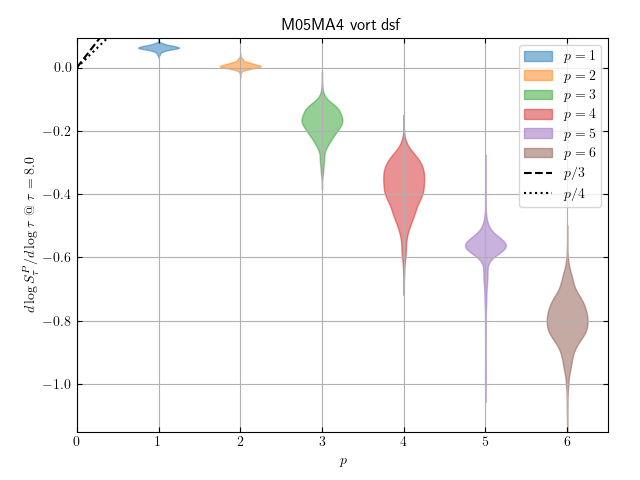 M05MA4 vort dsf
d log S_τ^P / d log τ @ τ = 8.0
0.0
−0.2
−0.4
−0.6
−0.8
−1.0
0 1 2 3 4 5 6
p
p = 1
p = 2
p = 3
p = 4
p = 5
p = 6
p/3
p/4